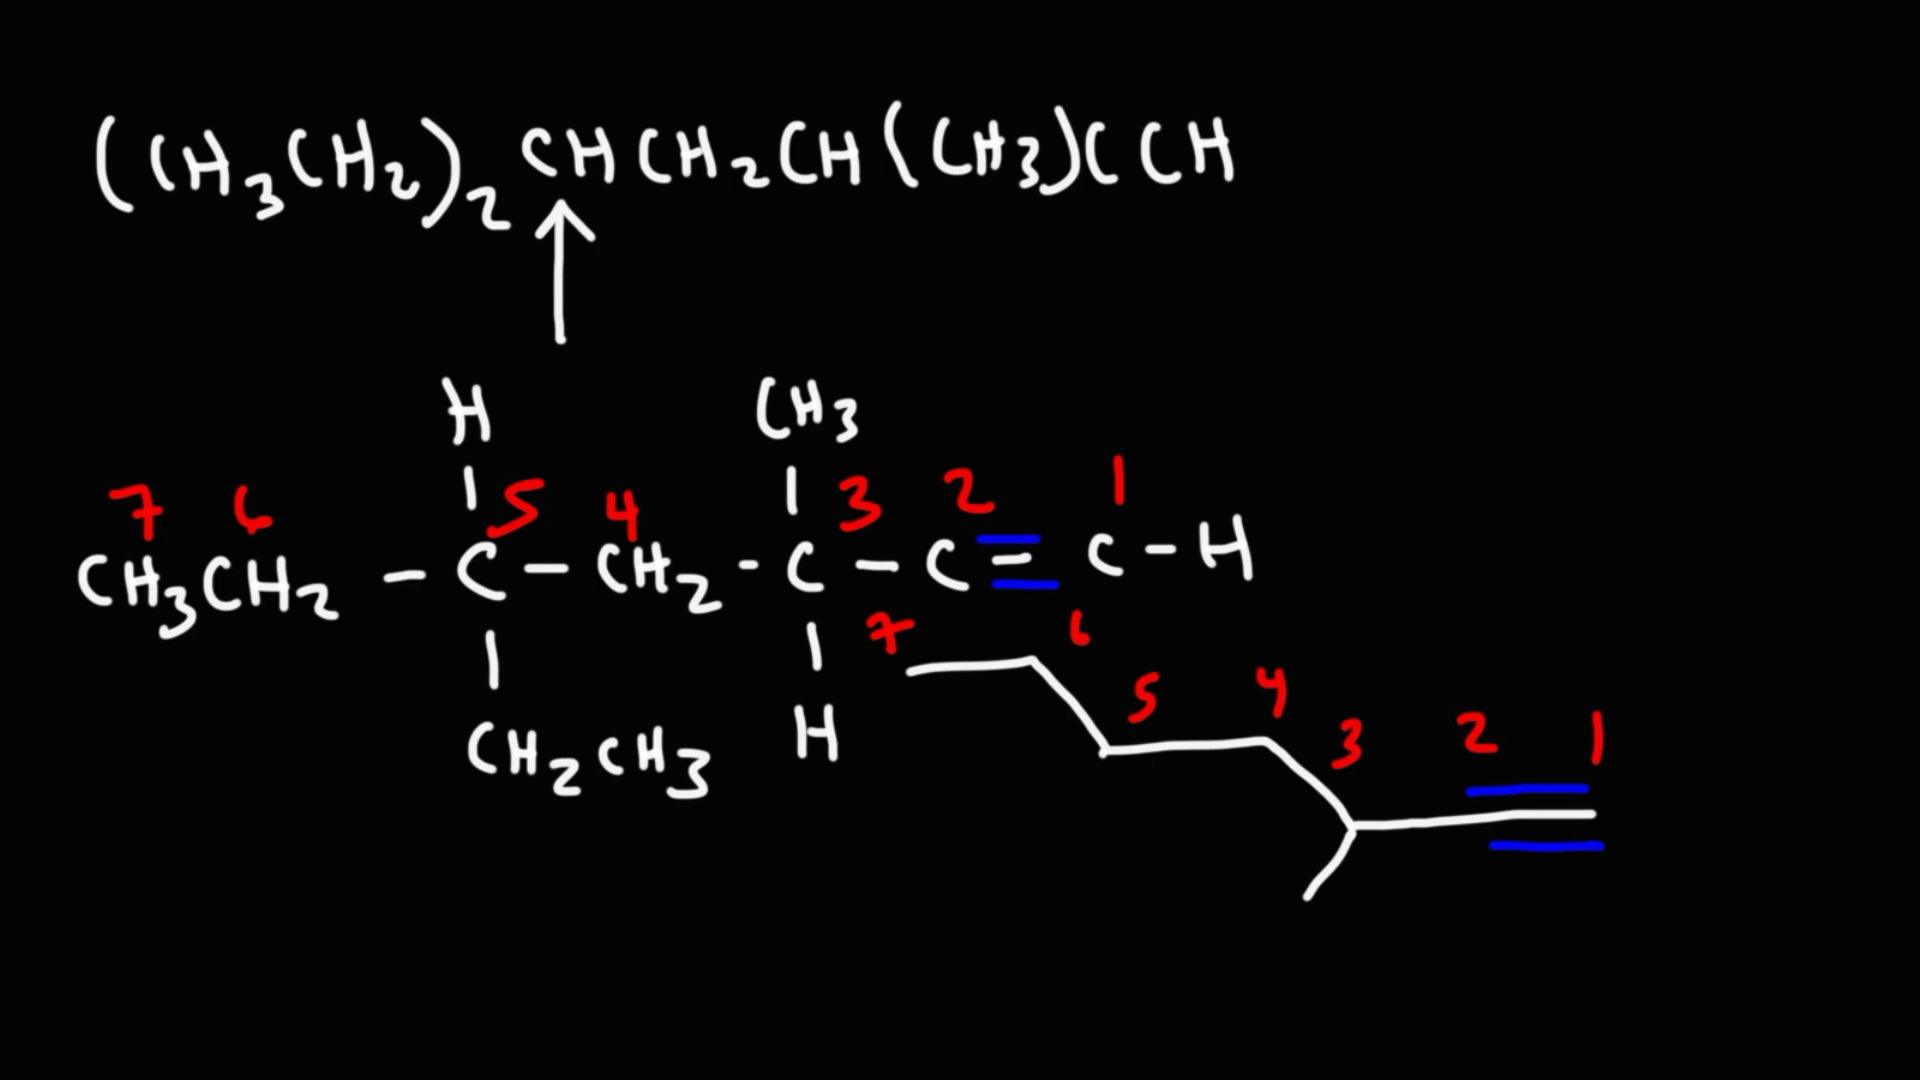 (CH3CH2)2CHCH2CH(CH3)CCH
H CH3
7 6 5 4 3 2 1
CH3CH2 - C - CH2 - C - C ≡ C - H
CH2CH3 H
7 6 5 4 3 2 1